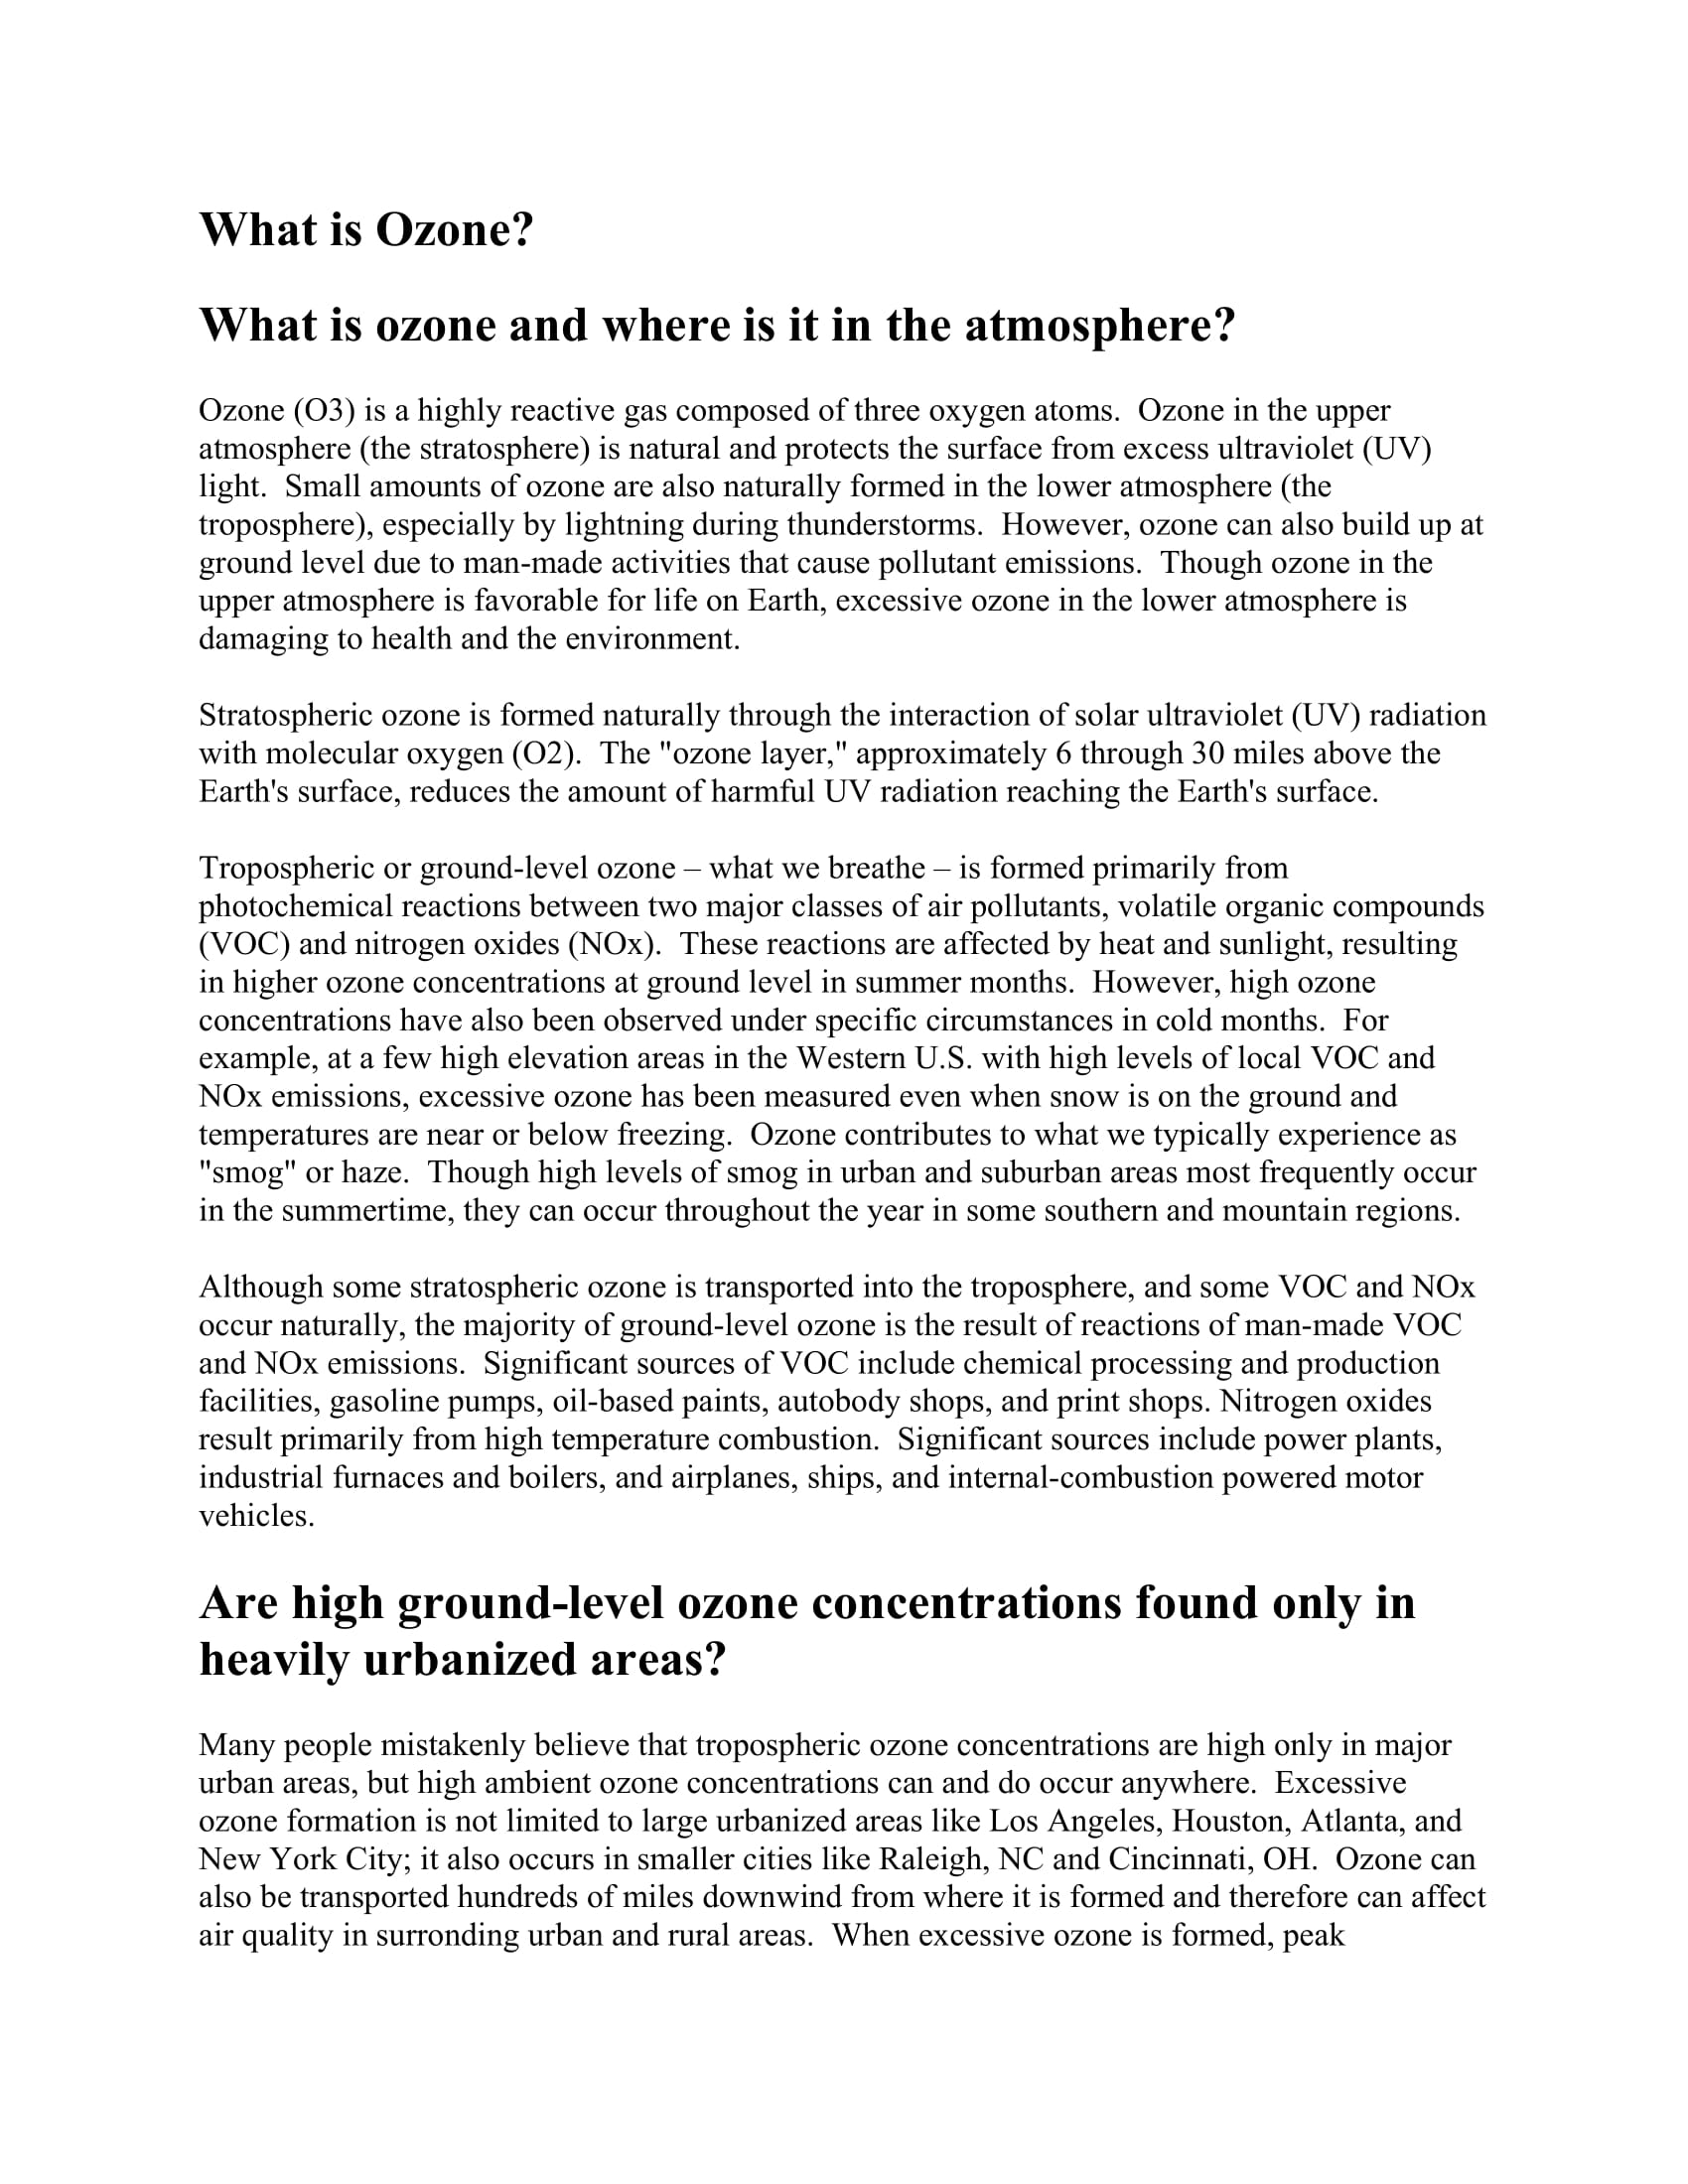 What is Ozone?
What is ozone and where is it in the atmosphere?
Ozone (O3) is a highly reactive gas composed of three oxygen atoms.  Ozone in the upper
atmosphere (the stratosphere) is natural and protects the surface from excess ultraviolet (UV)
light.  Small amounts of ozone are also naturally formed in the lower atmosphere (the
troposphere), especially by lightning during thunderstorms.  However, ozone can also build up at
ground level due to man-made activities that cause pollutant emissions.  Though ozone in the
upper atmosphere is favorable for life on Earth, excessive ozone in the lower atmosphere is
damaging to health and the environment.
Stratospheric ozone is formed naturally through the interaction of solar ultraviolet (UV) radiation
with molecular oxygen (O2).  The "ozone layer," approximately 6 through 30 miles above the
Earth's surface, reduces the amount of harmful UV radiation reaching the Earth's surface.
Tropospheric or ground-level ozone – what we breathe – is formed primarily from
photochemical reactions between two major classes of air pollutants, volatile organic compounds
(VOC) and nitrogen oxides (NOx).  These reactions are affected by heat and sunlight, resulting
in higher ozone concentrations at ground level in summer months.  However, high ozone
concentrations have also been observed under specific circumstances in cold months.  For
example, at a few high elevation areas in the Western U.S. with high levels of local VOC and
NOx emissions, excessive ozone has been measured even when snow is on the ground and
temperatures are near or below freezing.  Ozone contributes to what we typically experience as
"smog" or haze.  Though high levels of smog in urban and suburban areas most frequently occur
in the summertime, they can occur throughout the year in some southern and mountain regions.
Although some stratospheric ozone is transported into the troposphere, and some VOC and NOx
occur naturally, the majority of ground-level ozone is the result of reactions of man-made VOC
and NOx emissions.  Significant sources of VOC include chemical processing and production
facilities, gasoline pumps, oil-based paints, autobody shops, and print shops. Nitrogen oxides
result primarily from high temperature combustion.  Significant sources include power plants,
industrial furnaces and boilers, and airplanes, ships, and internal-combustion powered motor
vehicles.
Are high ground-level ozone concentrations found only in
heavily urbanized areas?
Many people mistakenly believe that tropospheric ozone concentrations are high only in major
urban areas, but high ambient ozone concentrations can and do occur anywhere.  Excessive
ozone formation is not limited to large urbanized areas like Los Angeles, Houston, Atlanta, and
New York City; it also occurs in smaller cities like Raleigh, NC and Cincinnati, OH.  Ozone can
also be transported hundreds of miles downwind from where it is formed and therefore can affect
air quality in surronding urban and rural areas.  When excessive ozone is formed, peak